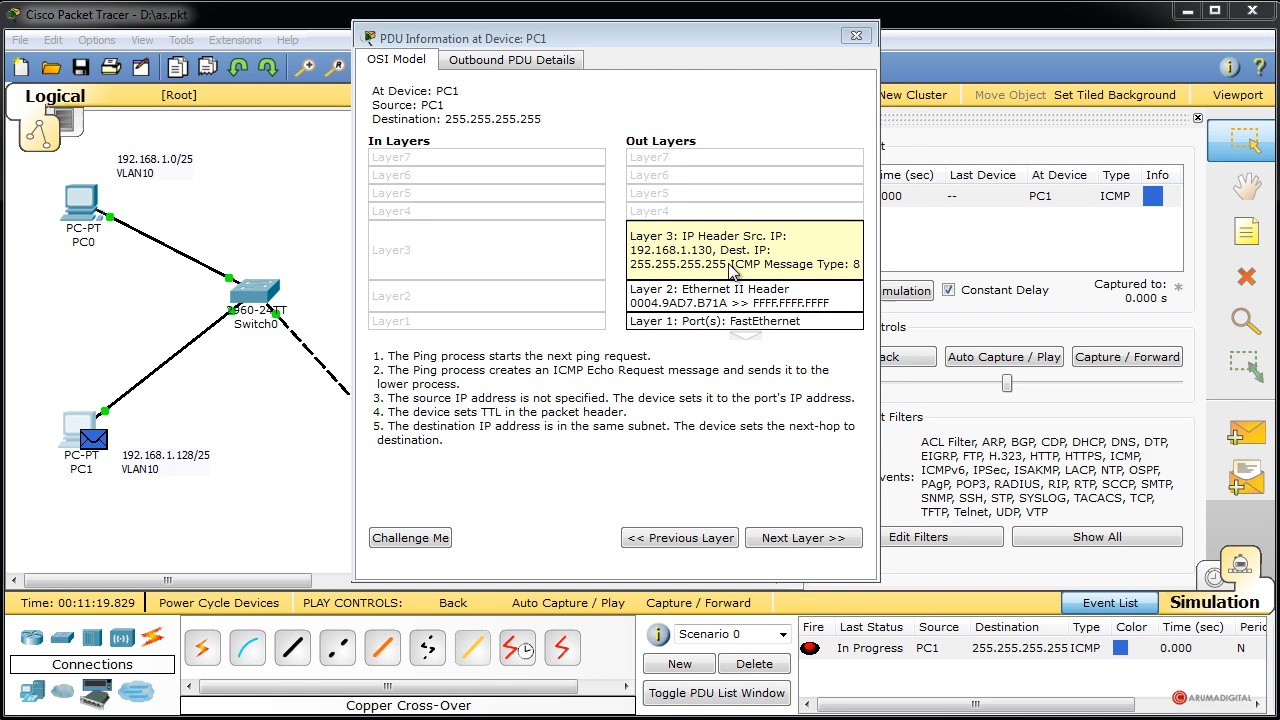 Cisco Packet Tracer - D:\as.pkt
File Edit Options View Tools Extensions Help
Logical
[Root]
New Cluster
Move Object
Set Tiled Background
Viewport
192.168.1.0/25
VLAN10
PC-PT
PC0
2960-24TT
Switch0
PC-PT
PC1
192.168.1.128/25
VLAN10
PDU Information at Device: PC1
OSI Model
Outbound PDU Details
At Device: PC1
Source: PC1
Destination: 255.255.255.255
In Layers
Layer7
Layer6
Layer5
Layer4
Layer3
Layer2
Layer1
Out Layers
Layer7
Layer6
Layer5
Layer4
Layer 3: IP Header Src. IP:
192.168.1.130, Dest. IP:
255.255.255.255 ICMP Message Type: 8
Layer 2: Ethernet II Header
0004.9AD7.B71A >> FFFF.FFFF.FFFF
Layer 1: Port(s): FastEthernet
1. The Ping process starts the next ping request.
2. The Ping process creates an ICMP Echo Request message and sends it to the
lower process.
3. The source IP address is not specified. The device sets it to the port's IP address.
4. The device sets TTL in the packet header.
5. The destination IP address is in the same subnet. The device sets the next-hop to
destination.
Challenge Me
<< Previous Layer
Next Layer >>
Last Device At Device Type Info
000 -- PC1 ICMP
Constant Delay
Captured to:
0.000 s
*
Auto Capture / Play
Capture / Forward
Filters
ACL Filter, ARP, BGP, CDP, DHCP, DNS, DTP,
EIGRP, FTP, H.323, HTTP, HTTPS, ICMP,
ICMPv6, IPSec, ISAKMP, LACP, NTP, OSPF,
PAgP, POP3, RADIUS, RIP, RTP, SCCP, SMTP,
SNMP, SSH, STP, SYSLOG, TACACS, TCP,
TFTP, Telnet, UDP, VTP
Edit Filters
Show All
Time: 00:11:19.829
Power Cycle Devices
PLAY CONTROLS:
Back
Auto Capture / Play
Capture / Forward
Event List
Simulation
Connections
Copper Cross-Over
Scenario 0
New
Delete
Toggle PDU List Window
Fire Last Status Source Destination Type Color Time (sec) Peri
In Progress PC1 255.255.255.255 ICMP 0.000 N
ARUMADIGITAL